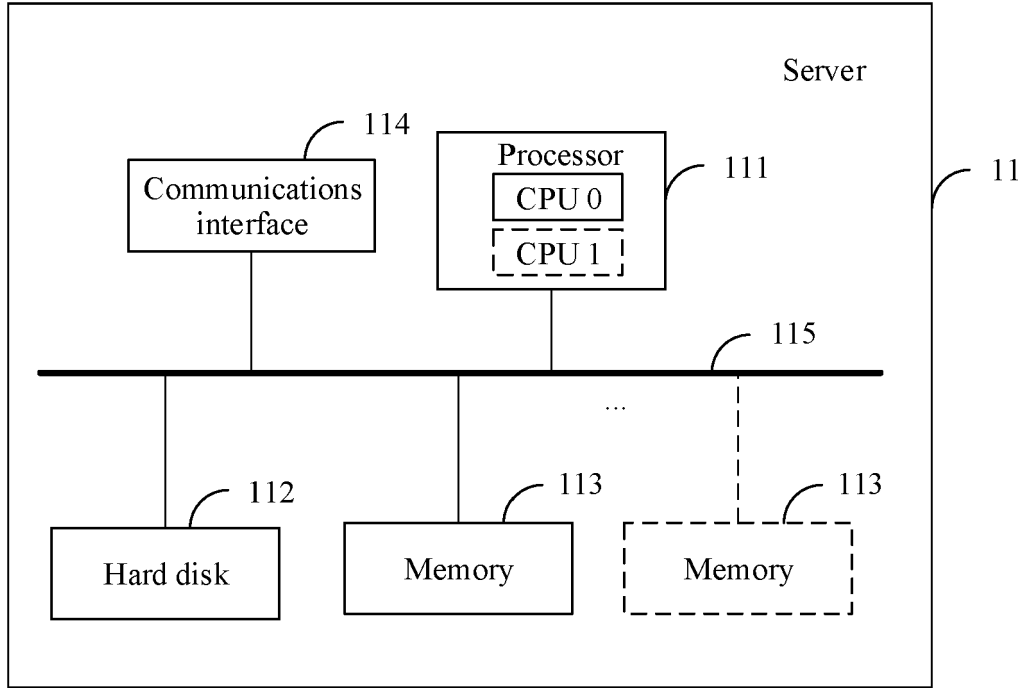 Server
114
Communications
interface
Processor
CPU 0
CPU 1
111
11
115
...
112
Hard disk
113
Memory
113
Memory